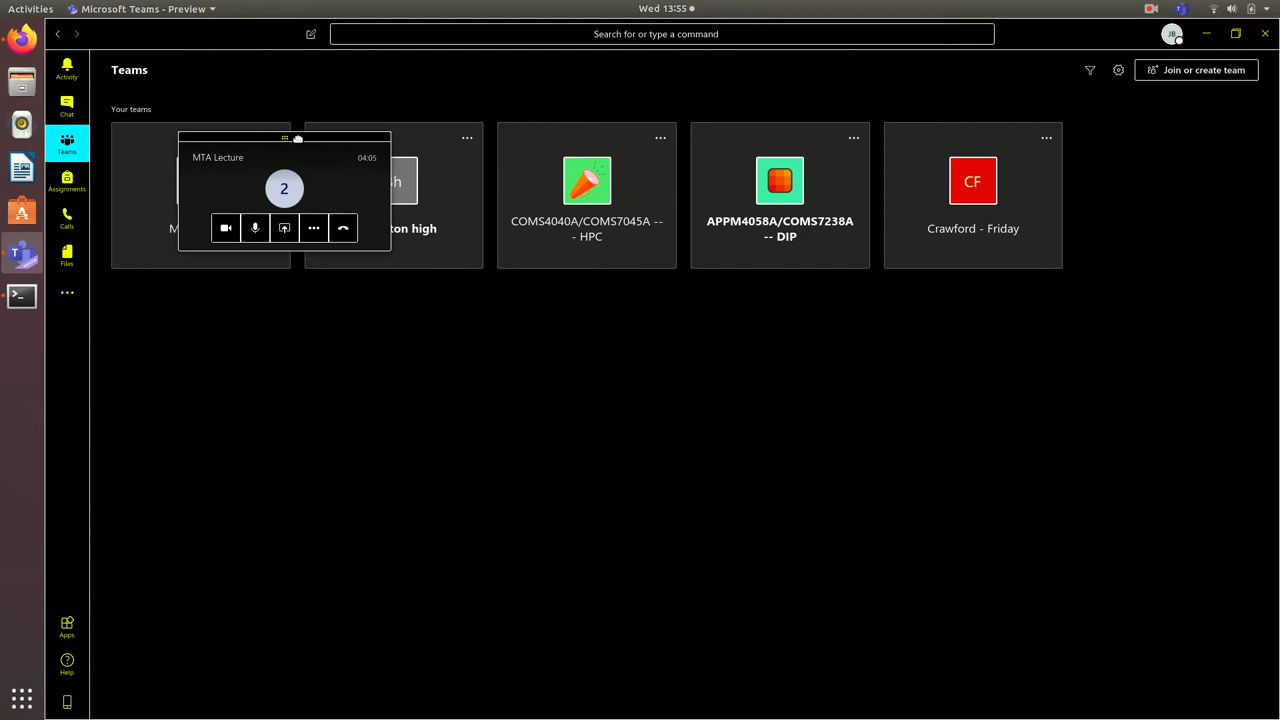 Activities
Microsoft Teams - Preview
Wed 13:55
Search for or type a command
JB
Activity
Chat
Teams
Assignments
Calls
Files
Apps
Help
Teams
Join or create team
Your teams
MTA Lecture
04:05
2
M
h
ton high
COMS4040A/COMS7045A --
- HPC
APPM4058A/COMS7238A
-- DIP
CF
Crawford - Friday